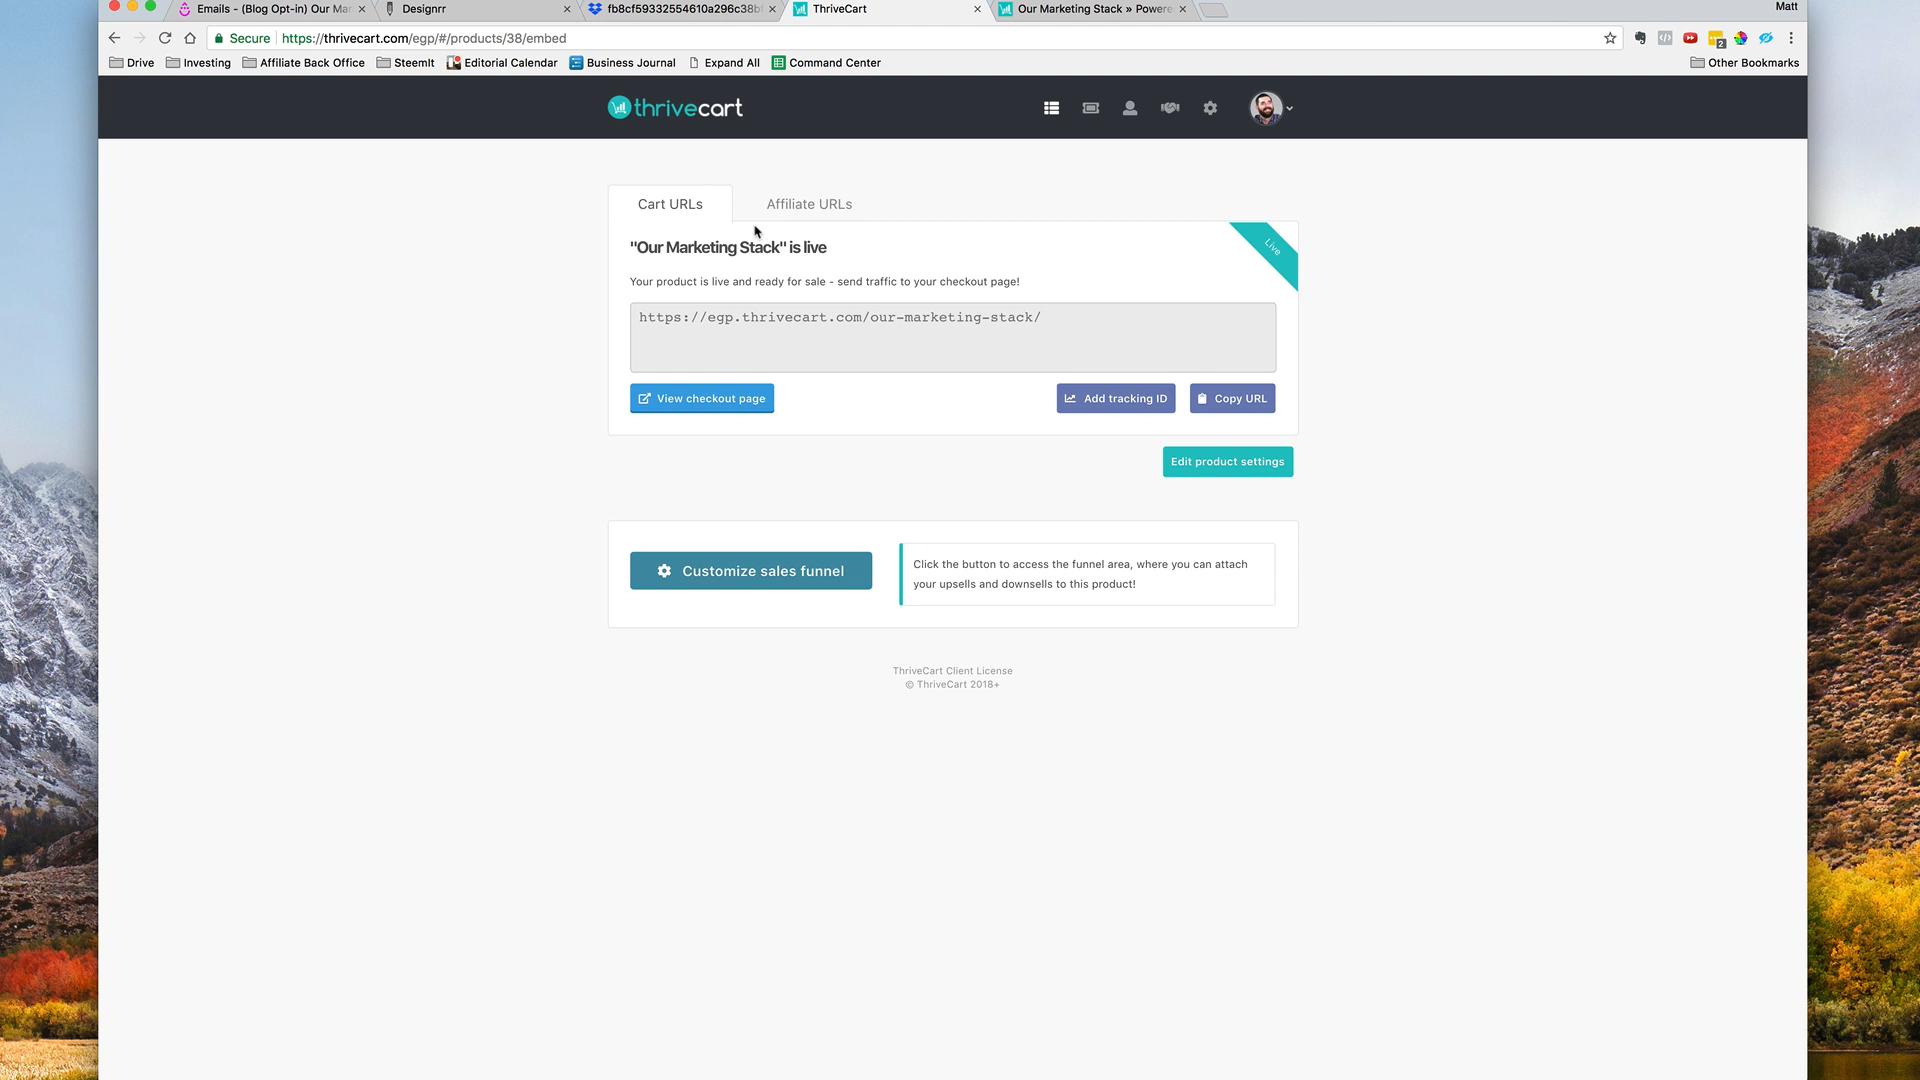 Emails - (Blog Opt-in) Our Mar
Designrr
fb8cf59332554610a296c38bf
ThriveCart
Our Marketing Stack » Powere
Matt
Secure
https://thrivecart.com/egp/#/products/38/embed
2
Drive
Investing
Affiliate Back Office
SteemIt
Editorial Calendar
Business Journal
Expand All
Command Center
Other Bookmarks
thrivecart
Cart URLs
Affiliate URLs
"Our Marketing Stack" is live
Live
Your product is live and ready for sale - send traffic to your checkout page!
https://egp.thrivecart.com/our-marketing-stack/
View checkout page
Add tracking ID
Copy URL
Edit product settings
Customize sales funnel
Click the button to access the funnel area, where you can attach
your upsells and downsells to this product!
ThriveCart Client License
© ThriveCart 2018+